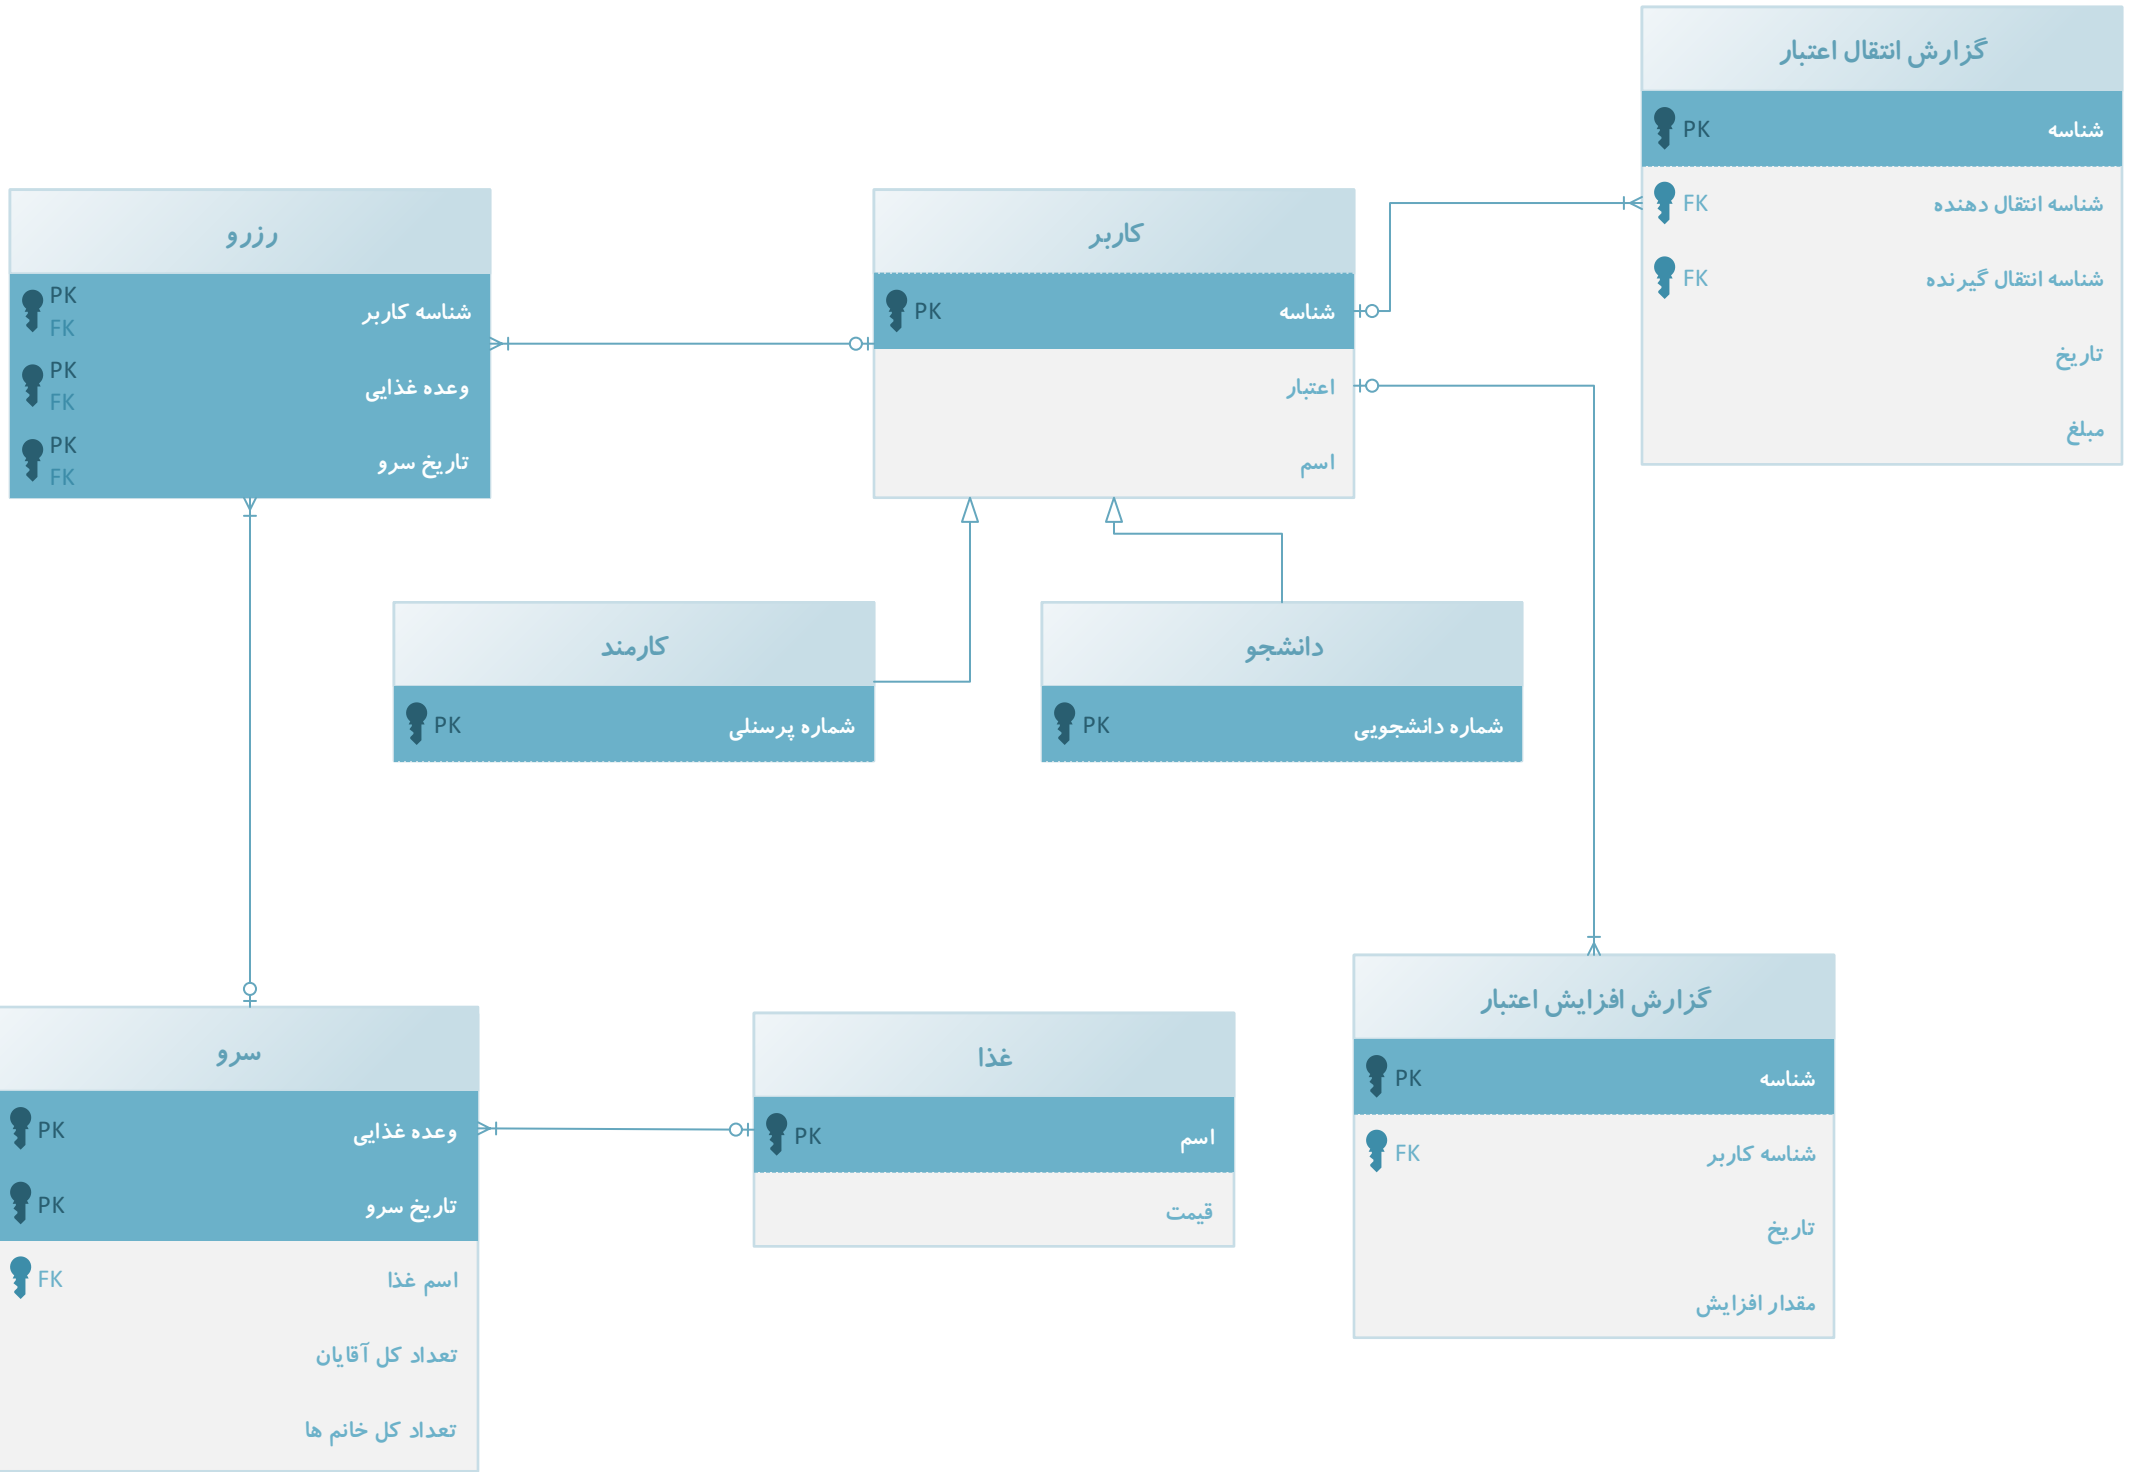 گزارش انتقال اعتبار
PK شناسه
FK شناسه انتقال دهنده
FK شناسه انتقال گیرنده
تاریخ
مبلغ
کاربر
PK شناسه
اعتبار
اسم
رزرو
PK FK شناسه کاربر
PK FK وعده غذایی
PK FK تاریخ سرو
دانشجو
PK شماره دانشجویی
کارمند
PK شماره پرسنلی
گزارش افزایش اعتبار
PK شناسه
FK شناسه کاربر
تاریخ
مقدار افزایش
غذا
PK اسم
قیمت
سرو
PK وعده غذایی
PK تاریخ سرو
FK اسم غذا
تعداد کل آقایان
تعداد کل خانم ها